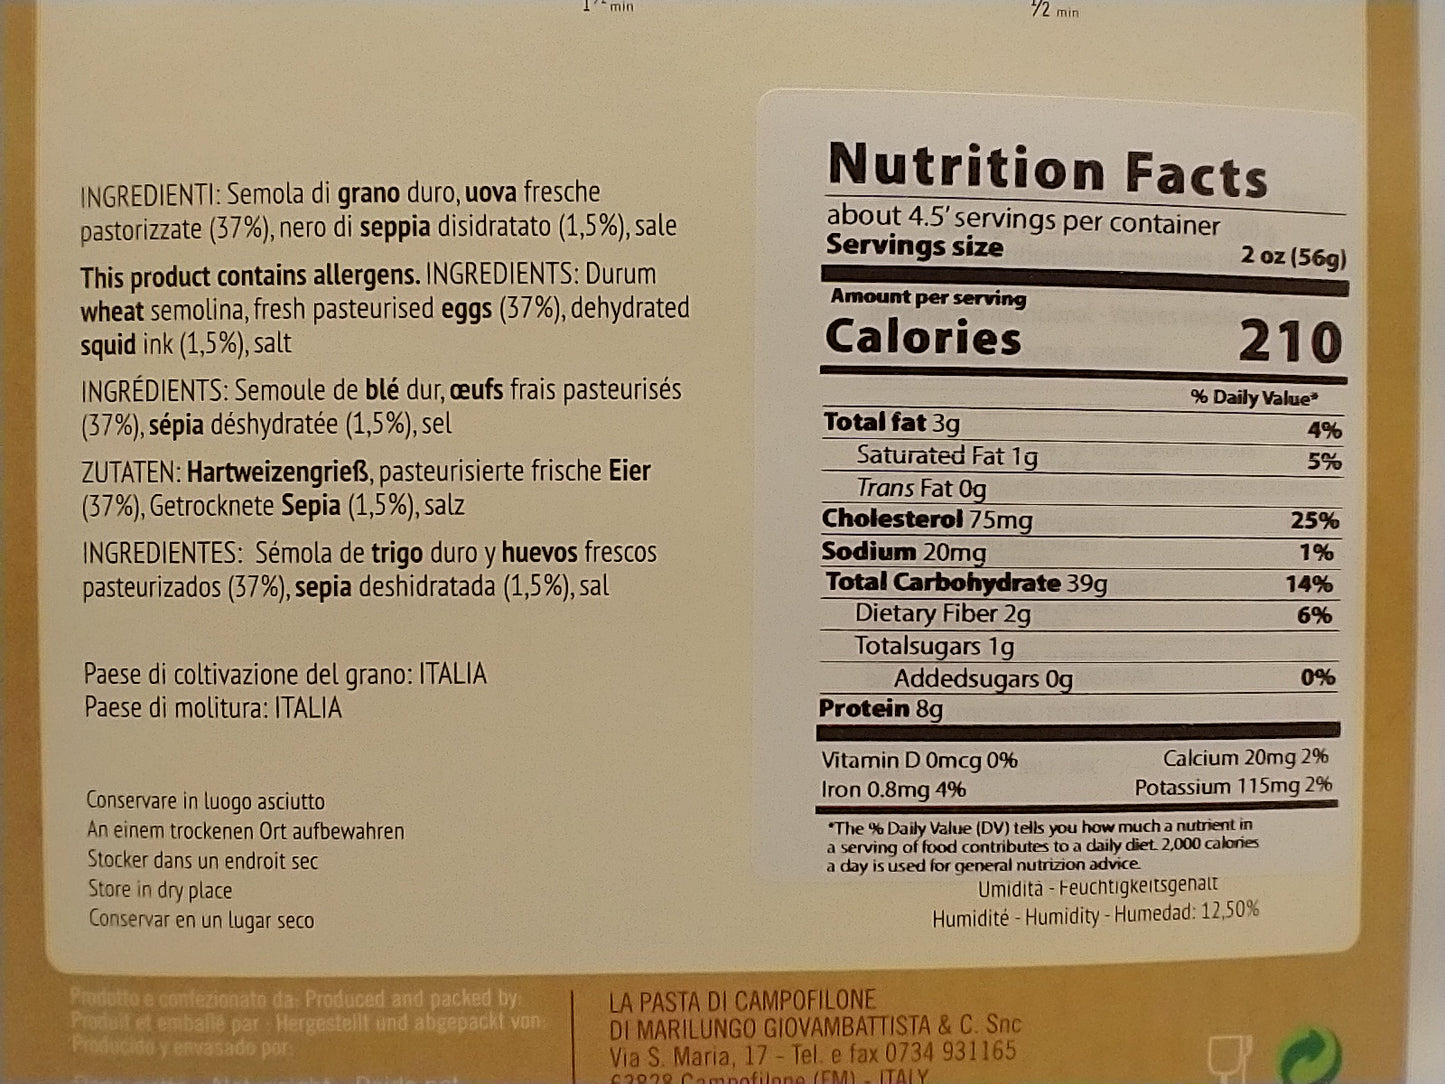 min
½ min
INGREDIENTI: Semola di grano duro, uova fresche
pastorizzate (37%), nero di seppia disidratato (1,5%), sale
This product contains allergens. INGREDIENTS: Durum
wheat semolina, fresh pasteurised eggs (37%), dehydrated
squid ink (1,5%), salt
INGRÉDIENTS: Semoule de blé dur, œufs frais pasteurisés
(37%), sépia déshydratée (1,5%), sel
ZUTATEN: Hartweizengrieß, pasteurisierte frische Eier
(37%), Getrocknete Sepia (1,5%), salz
INGREDIENTES: Sémola de trigo duro y huevos frescos
pasteurizados (37%), sepia deshidratada (1,5%), sal
Paese di coltivazione del grano: ITALIA
Paese di molitura: ITALIA
Conservare in luogo asciutto
An einem trockenen Ort aufbewahren
Stocker dans un endroit sec
Store in dry place
Conservar en un lugar seco
Nutrition Facts
about 4.5' servings per container
Servings size 2 oz (56g)
Amount per serving
Calories 210
% Daily Value*
Total fat 3g 4%
Saturated Fat 1g 5%
Trans Fat 0g
Cholesterol 75mg 25%
Sodium 20mg 1%
Total Carbohydrate 39g 14%
Dietary Fiber 2g 6%
Totalsugars 1g
Addedsugars 0g 0%
Protein 8g
Vitamin D 0mcg 0% Calcium 20mg 2%
Iron 0.8mg 4% Potassium 115mg 2%
*The % Daily Value (DV) tells you how much a nutrient in
a serving of food contributes to a daily diet. 2,000 calories
a day is used for general nutrizion advice.
Umidità - Feuchtigkeitsgehalt
Humidité - Humidity - Humedad: 12,50%
Prodotto e confezionato da: Produced and packed by:
Produit et emballé par - Hergestellt und abgepackt von:
Producido y envasado por:
LA PASTA DI CAMPOFILONE
DI MARILUNGO GIOVAMBATTISTA & C. Snc
Via S. Maria, 17 - Tel. e fax 0734 931165
63828 Campofilone (FM) - ITALY